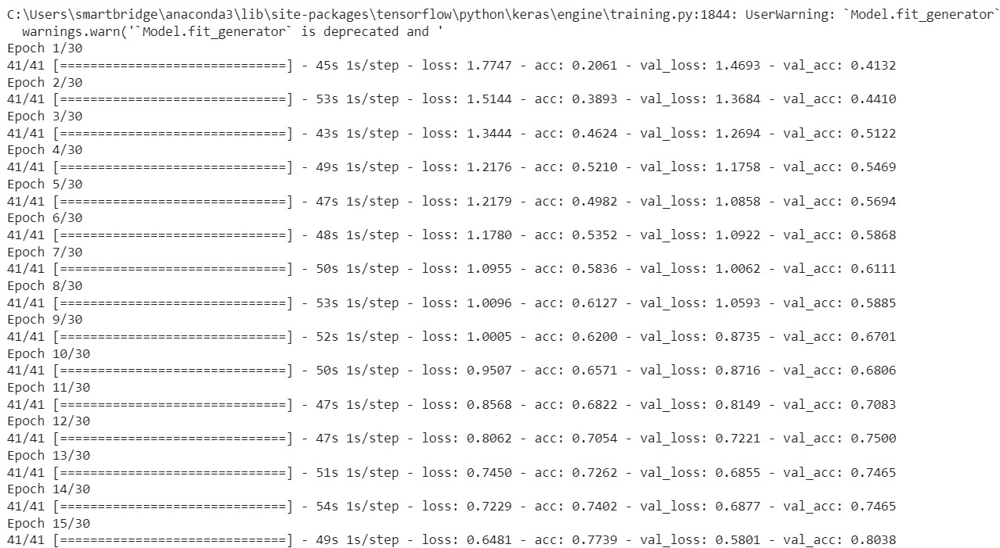 C:\Users\smartbridge\anaconda3\lib\site-packages\tensorflow\python\keras\engine\training.py:1844: UserWarning: `Model.fit_generator`
  warnings.warn('`Model.fit_generator` is deprecated and '
Epoch 1/30
41/41 [==============================] - 45s 1s/step - loss: 1.7747 - acc: 0.2061 - val_loss: 1.4693 - val_acc: 0.4132
Epoch 2/30
41/41 [==============================] - 53s 1s/step - loss: 1.5144 - acc: 0.3893 - val_loss: 1.3684 - val_acc: 0.4410
Epoch 3/30
41/41 [==============================] - 43s 1s/step - loss: 1.3444 - acc: 0.4624 - val_loss: 1.2694 - val_acc: 0.5122
Epoch 4/30
41/41 [==============================] - 49s 1s/step - loss: 1.2176 - acc: 0.5210 - val_loss: 1.1758 - val_acc: 0.5469
Epoch 5/30
41/41 [==============================] - 47s 1s/step - loss: 1.2179 - acc: 0.4982 - val_loss: 1.0858 - val_acc: 0.5694
Epoch 6/30
41/41 [==============================] - 48s 1s/step - loss: 1.1780 - acc: 0.5352 - val_loss: 1.0922 - val_acc: 0.5868
Epoch 7/30
41/41 [==============================] - 50s 1s/step - loss: 1.0955 - acc: 0.5836 - val_loss: 1.0062 - val_acc: 0.6111
Epoch 8/30
41/41 [==============================] - 53s 1s/step - loss: 1.0096 - acc: 0.6127 - val_loss: 1.0593 - val_acc: 0.5885
Epoch 9/30
41/41 [==============================] - 52s 1s/step - loss: 1.0005 - acc: 0.6200 - val_loss: 0.8735 - val_acc: 0.6701
Epoch 10/30
41/41 [==============================] - 50s 1s/step - loss: 0.9507 - acc: 0.6571 - val_loss: 0.8716 - val_acc: 0.6806
Epoch 11/30
41/41 [==============================] - 47s 1s/step - loss: 0.8568 - acc: 0.6822 - val_loss: 0.8149 - val_acc: 0.7083
Epoch 12/30
41/41 [==============================] - 47s 1s/step - loss: 0.8062 - acc: 0.7054 - val_loss: 0.7221 - val_acc: 0.7500
Epoch 13/30
41/41 [==============================] - 51s 1s/step - loss: 0.7450 - acc: 0.7262 - val_loss: 0.6855 - val_acc: 0.7465
Epoch 14/30
41/41 [==============================] - 54s 1s/step - loss: 0.7229 - acc: 0.7402 - val_loss: 0.6877 - val_acc: 0.7465
Epoch 15/30
41/41 [==============================] - 49s 1s/step - loss: 0.6481 - acc: 0.7739 - val_loss: 0.5801 - val_acc: 0.8038